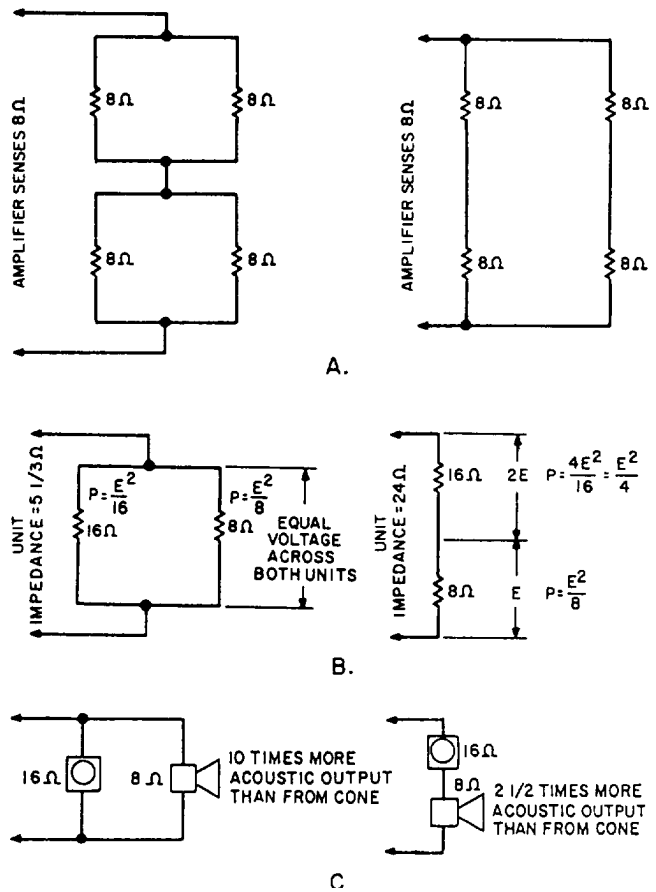 AMPLIFIER SENSES 8Ω
8Ω
8Ω
8Ω
8Ω
AMPLIFIER SENSES 8Ω
8Ω
8Ω
8Ω
8Ω
A.
UNIT
IMPEDANCE = 5 1/3Ω
P = E²/16
16Ω
P = E²/8
8Ω
EQUAL
VOLTAGE
ACROSS
BOTH UNITS
UNIT
IMPEDANCE = 24Ω
16Ω
2E
P = 4E²/16 = E²/4
8Ω
E
P = E²/8
B.
16Ω
8Ω
10 TIMES MORE
ACOUSTIC OUTPUT
THAN FROM CONE
16Ω
8Ω
2 1/2 TIMES MORE
ACOUSTIC OUTPUT
THAN FROM CONE
C